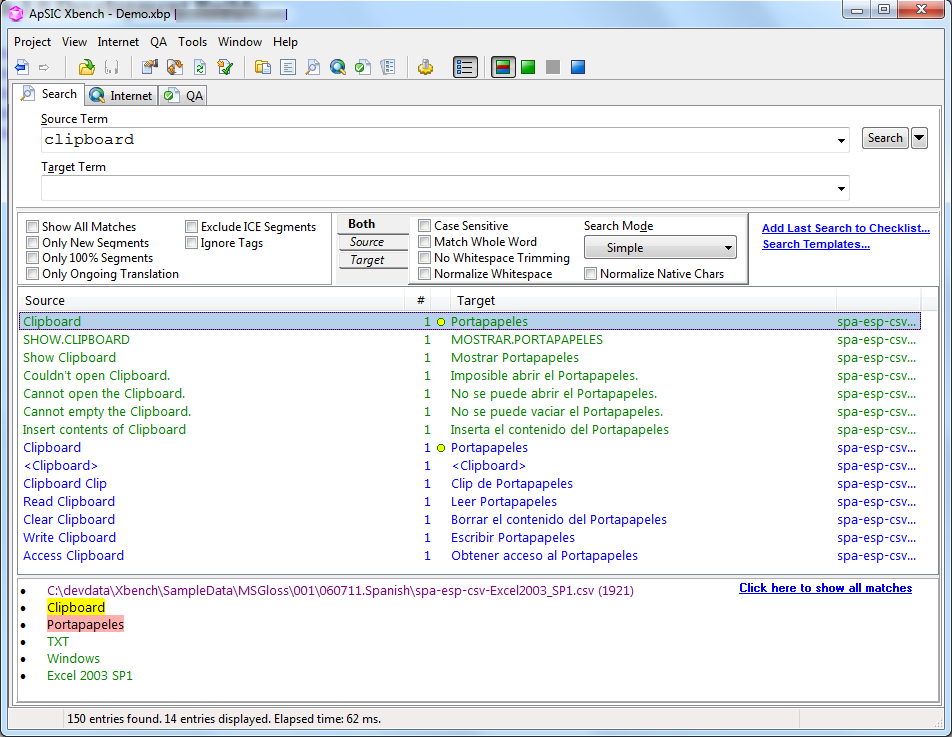 ApSIC Xbench - Demo.xbp |
Project View Internet QA Tools Window Help
Search Internet QA
Source Term
clipboard
Search
Target Term
Show All Matches
Only New Segments
Only 100% Segments
Only Ongoing Translation
Exclude ICE Segments
Ignore Tags
Both
Source
Target
Case Sensitive
Match Whole Word
No Whitespace Trimming
Normalize Whitespace
Search Mode
Simple
Normalize Native Chars
Add Last Search to Checklist...
Search Templates...
Source # Target
Clipboard 1 Portapapeles spa-esp-csv...
SHOW.CLIPBOARD 1 MOSTRAR.PORTAPAPELES spa-esp-csv...
Show Clipboard 1 Mostrar Portapapeles spa-esp-csv...
Couldn't open Clipboard. 1 Imposible abrir el Portapapeles. spa-esp-csv...
Cannot open the Clipboard. 1 No se puede abrir el Portapapeles. spa-esp-csv...
Cannot empty the Clipboard. 1 No se puede vaciar el Portapapeles. spa-esp-csv...
Insert contents of Clipboard 1 Inserta el contenido del Portapapeles spa-esp-csv...
Clipboard 1 Portapapeles spa-esp-csv...
<Clipboard> 1 <Clipboard> spa-esp-csv...
Clipboard Clip 1 Clip de Portapapeles spa-esp-csv...
Read Clipboard 1 Leer Portapapeles spa-esp-csv...
Clear Clipboard 1 Borrar el contenido del Portapapeles spa-esp-csv...
Write Clipboard 1 Escribir Portapapeles spa-esp-csv...
Access Clipboard 1 Obtener acceso al Portapapeles spa-esp-csv...
C:\devdata\Xbench\SampleData\MSGloss\001\060711.Spanish\spa-esp-csv-Excel2003_SP1.csv (1921)
Click here to show all matches
Clipboard
Portapapeles
TXT
Windows
Excel 2003 SP1
150 entries found. 14 entries displayed. Elapsed time: 62 ms.